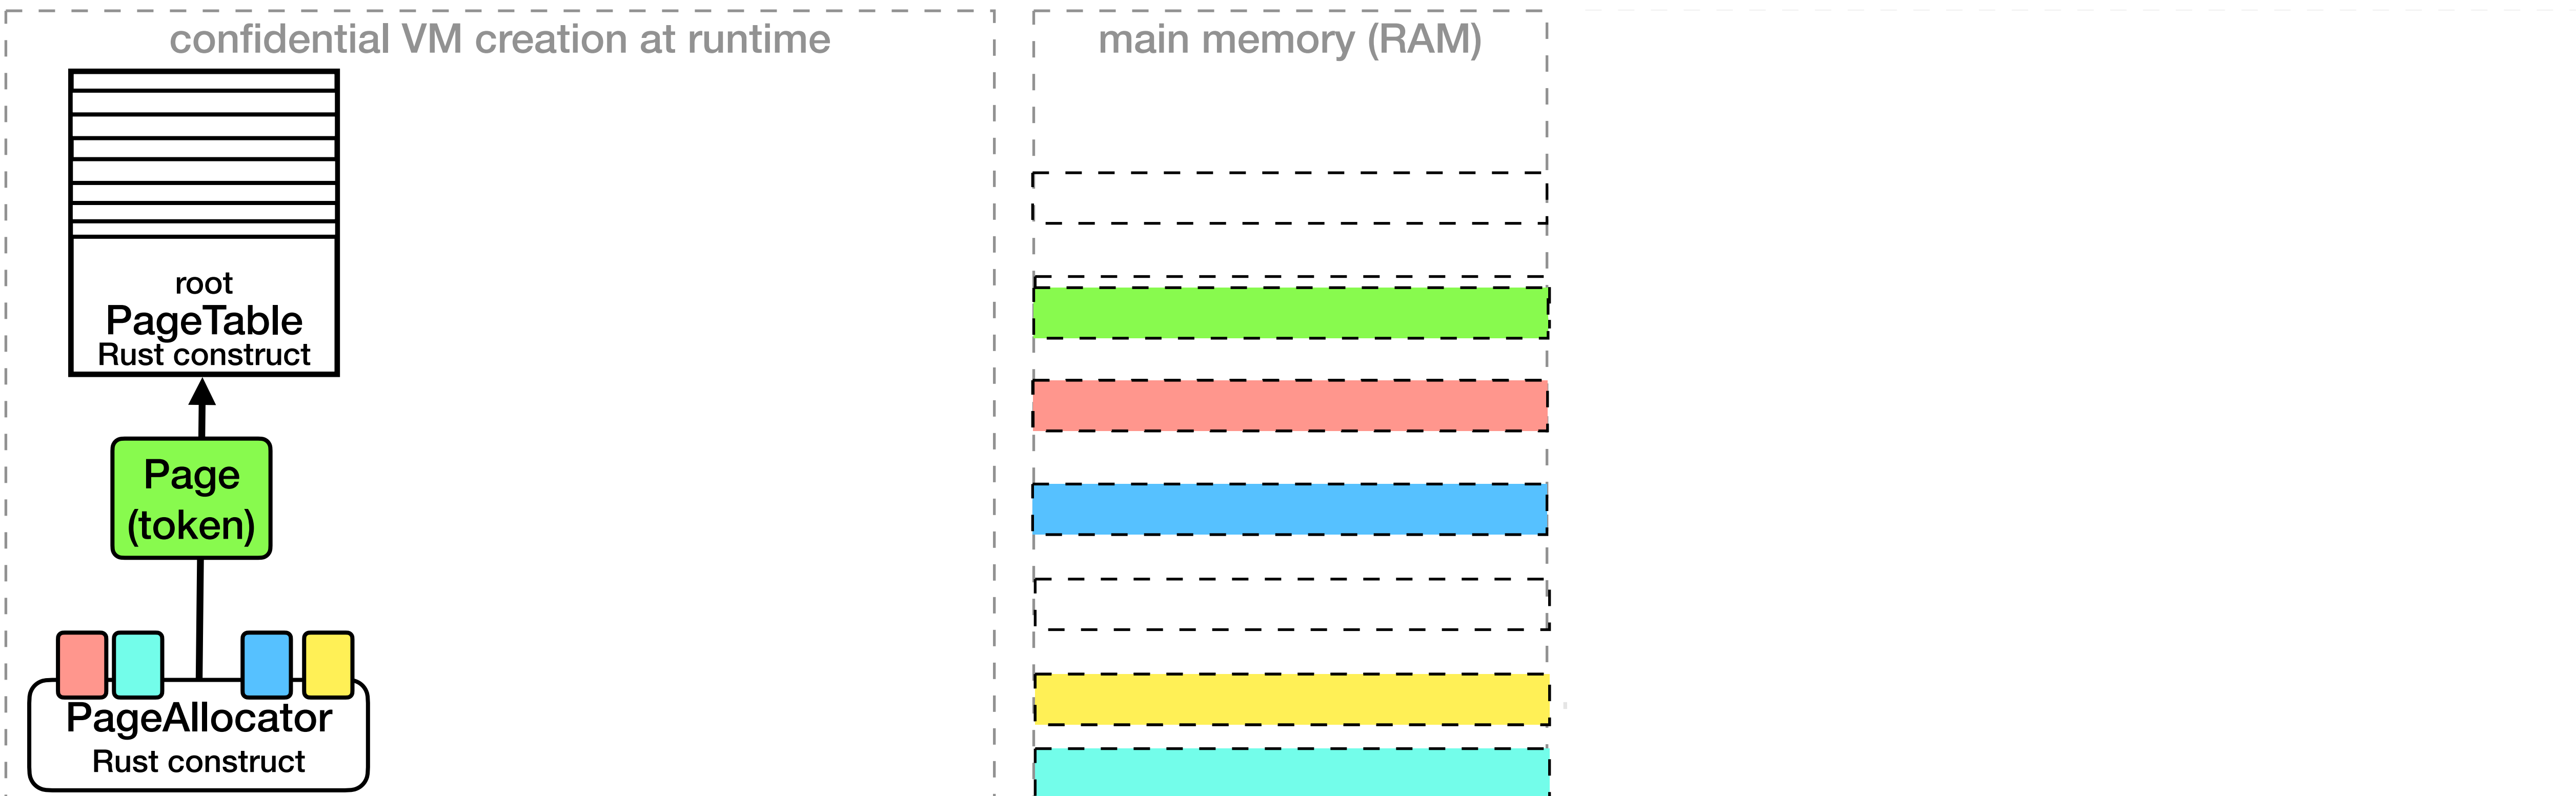 confidential VM creation at runtime
main memory (RAM)
root
PageTable
Rust construct
Page
(token)
PageAllocator
Rust construct